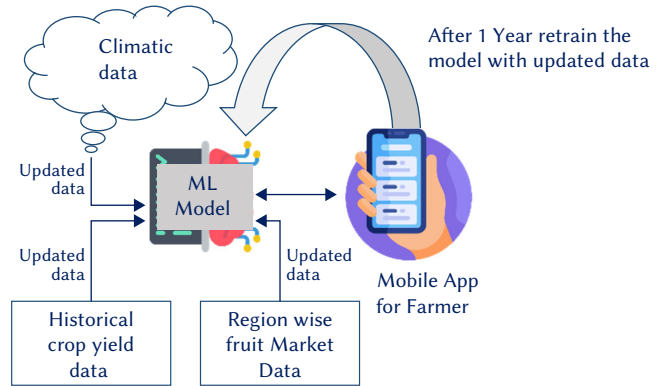 Climatic
data
After 1 Year retrain the
model with updated data
Updated
data
ML
Model
Updated
data
Updated
data
Mobile App
for Farmer
Historical
crop yield
data
Region wise
fruit Market
Data